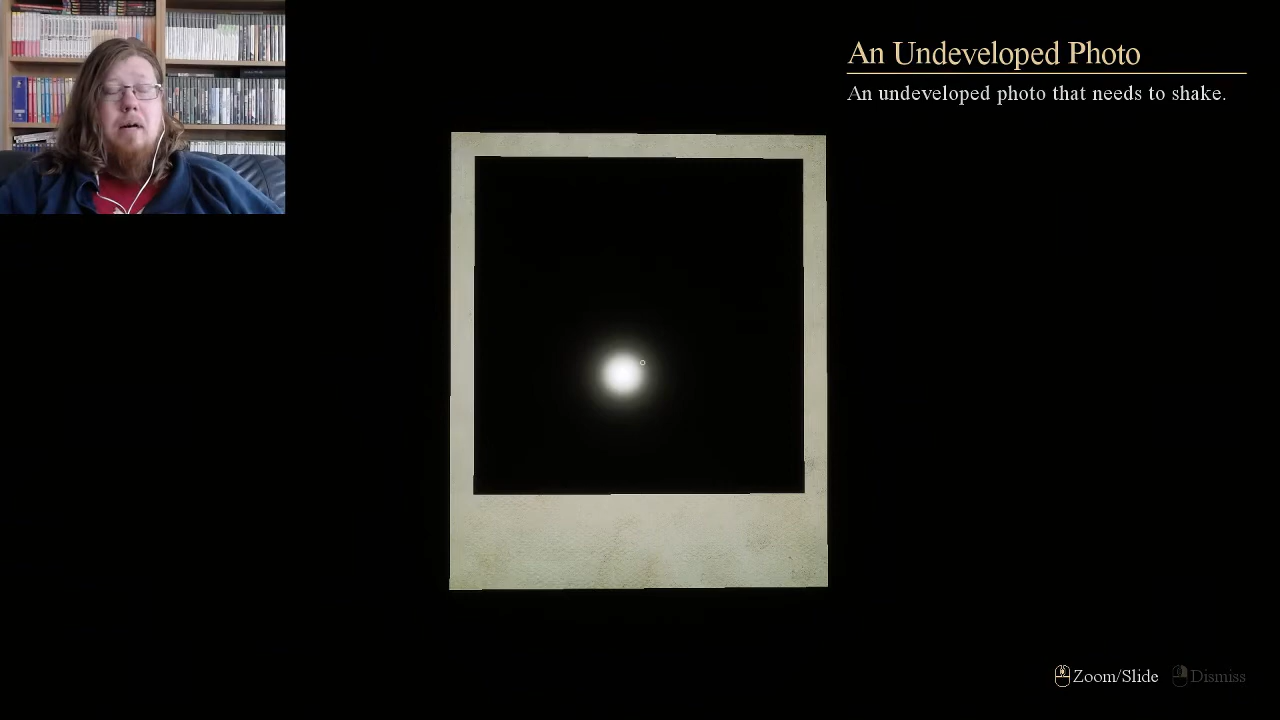 An Undeveloped Photo
An undeveloped photo that needs to shake.
Zoom/Slide
Dismiss